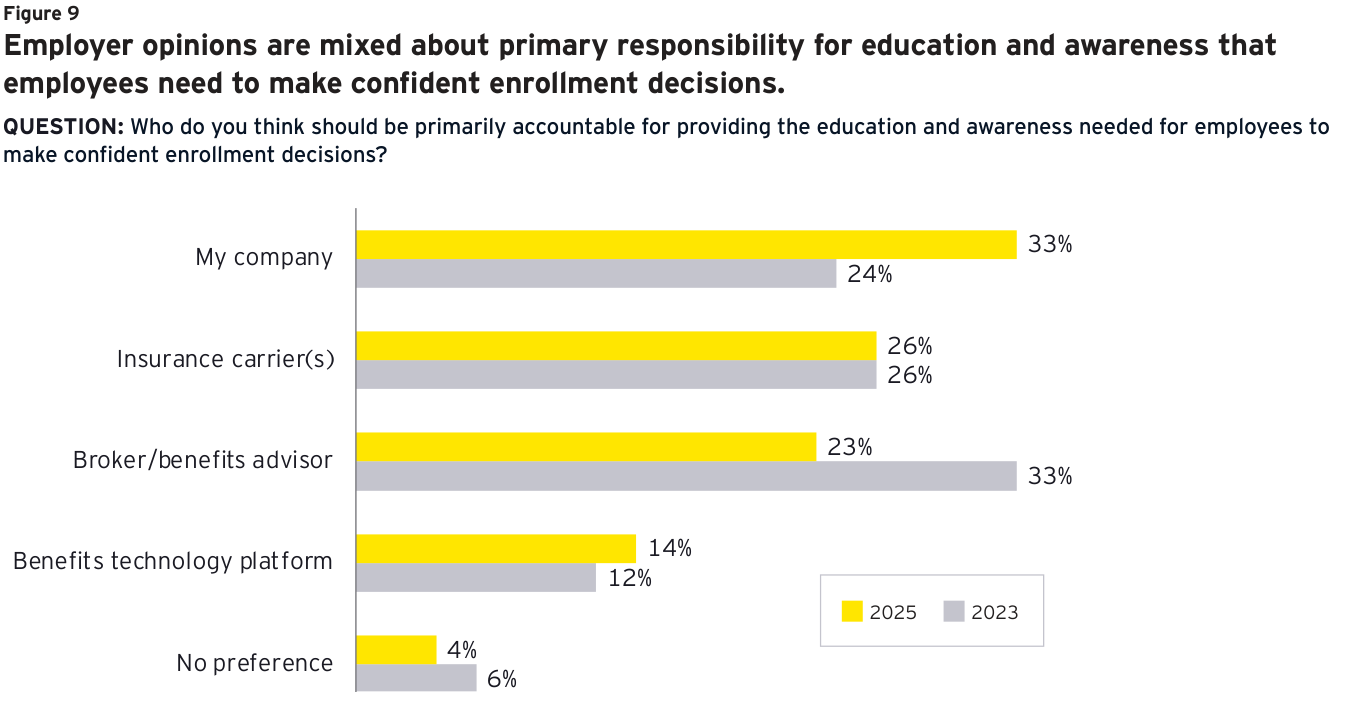 Figure 9
Employer opinions are mixed about primary responsibility for education and awareness that
employees need to make confident enrollment decisions.
QUESTION: Who do you think should be primarily accountable for providing the education and awareness needed for employees to
make confident enrollment decisions?
My company
33%
24%
Insurance carrier(s)
26%
26%
Broker/benefits advisor
23%
33%
Benefits technology platform
14%
12%
No preference
4%
6%
2025 2023